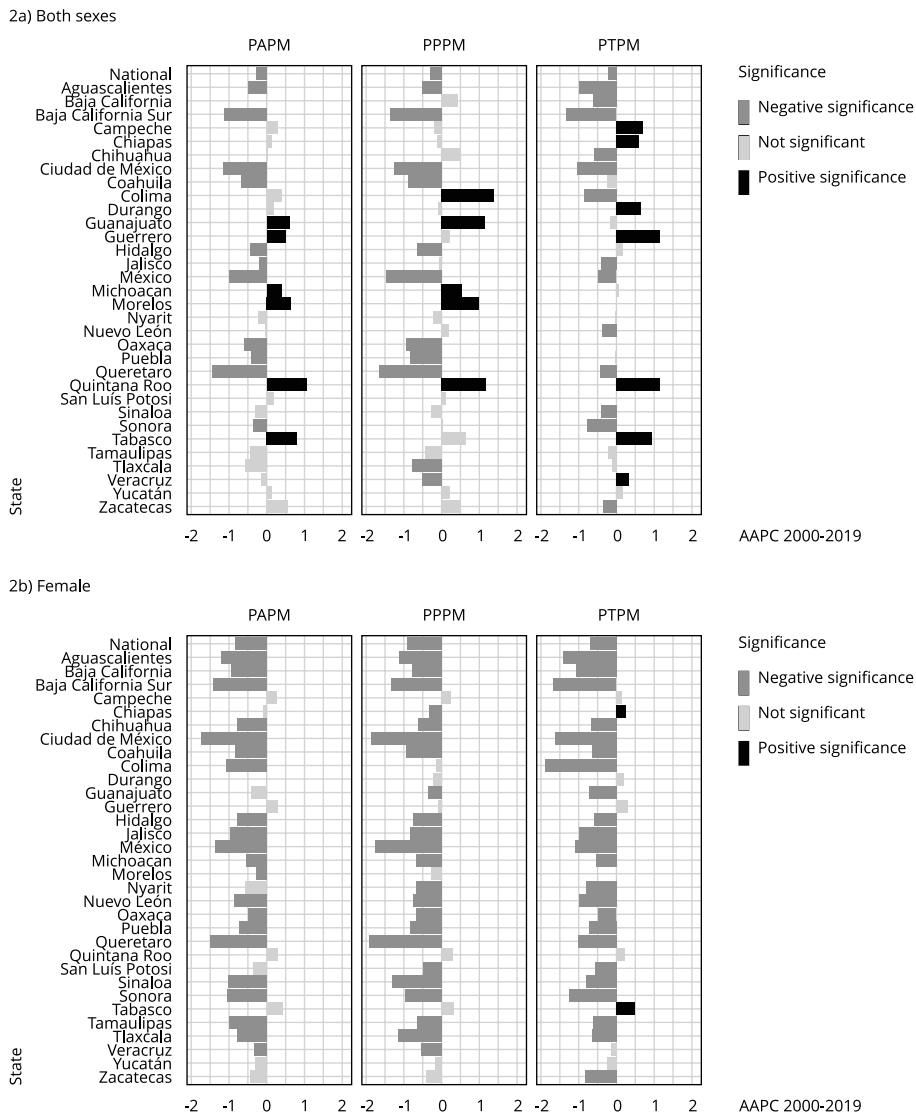 2a) Both sexes
PAPM PPPM PTPM
National
Aguascalientes
Baja California
Baja California Sur
Campeche
Chiapas
Chihuahua
Ciudad de México
Coahuila
Colima
Durango
Guanajuato
Guerrero
Hidalgo
Jalisco
México
Michoacan
Morelos
Nyarit
Nuevo León
Oaxaca
Puebla
Queretaro
Quintana Roo
San Luís Potosi
Sinaloa
Sonora
Tabasco
Tamaulipas
Tlaxcala
Veracruz
Yucatán
Zacatecas
State
-2 -1 0 1 2 -2 -1 0 1 2 -2 -1 0 1 2
AAPC 2000-2019
Significance
Negative significance
Not significant
Positive significance
2b) Female
PAPM PPPM PTPM
National
Aguascalientes
Baja California
Baja California Sur
Campeche
Chiapas
Chihuahua
Ciudad de México
Coahuila
Colima
Durango
Guanajuato
Guerrero
Hidalgo
Jalisco
México
Michoacan
Morelos
Nyarit
Nuevo León
Oaxaca
Puebla
Queretaro
Quintana Roo
San Luís Potosi
Sinaloa
Sonora
Tabasco
Tamaulipas
Tlaxcala
Veracruz
Yucatán
Zacatecas
State
-2 -1 0 1 2 -2 -1 0 1 2 -2 -1 0 1 2
AAPC 2000-2019
Significance
Negative significance
Not significant
Positive significance